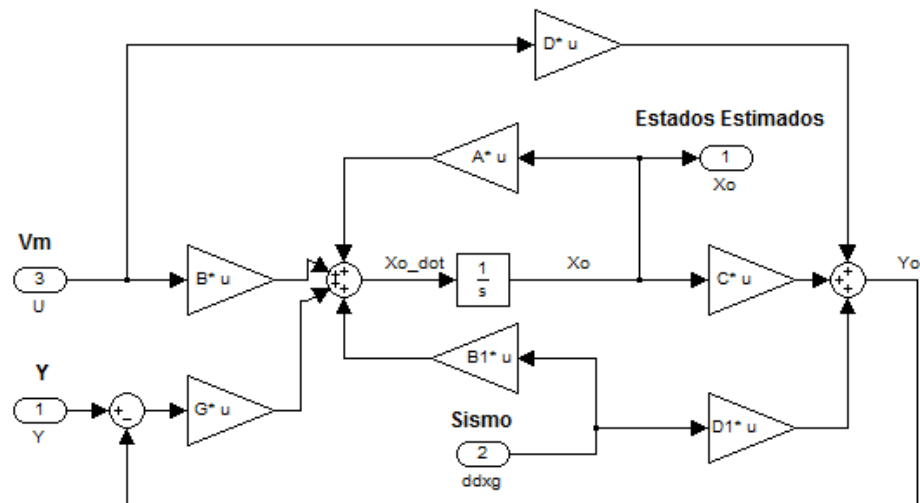 D* u
Estados Estimados
A* u
1
Xo
Vm
3
U
B* u
+
+
+
+
Xo_dot
1
s
Xo
C* u
+
+
+
Yo
B1* u
Y
1
Y
+
−
G* u
Sismo
2
ddxg
D1* u